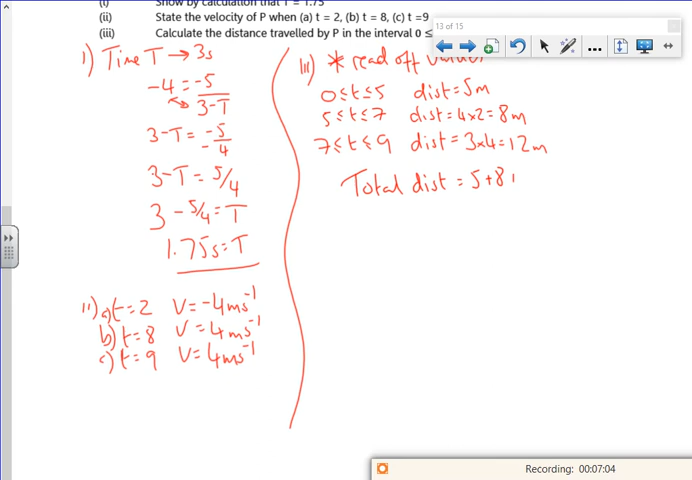 (i) Show by calculation that T = 1.75
(ii) State the velocity of P when (a) t = 2, (b) t = 8, (c) t =9
(iii) Calculate the distance travelled by P in the interval 0 ≤
13 of 15
i) Time T → 3s
-4 = -5/(3-T)
3-T = -5/-4
3-T = 5/4
3 - 5/4 = T
1.75s = T
ii) a) t = 2 V = -4ms⁻¹
b) t = 8 V = 4ms⁻¹
c) t = 9 V = 4ms⁻¹
iii) * read off values
0 ≤ t ≤ 5 dist = 5m
5 ≤ t ≤ 7 dist = 4×2 = 8m
7 ≤ t ≤ 9 dist = 3×4 = 12m
Total dist = 5+8
Recording: 00:07:04